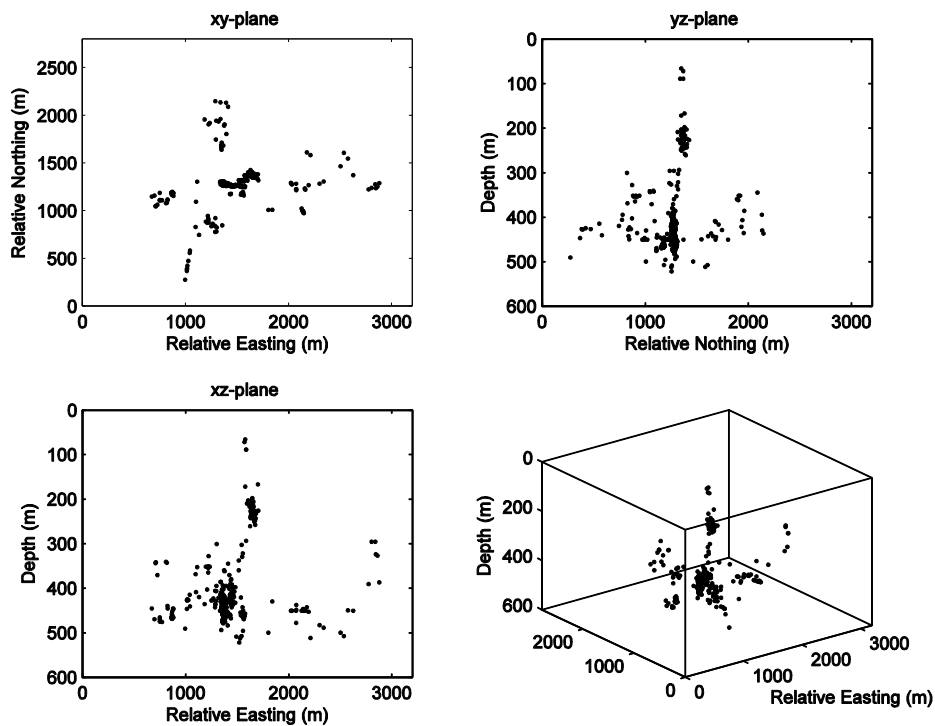 xy-plane
2500
2000
1500
1000
500
0
0 1000 2000 3000
Relative Northing (m)
Relative Easting (m)
yz-plane
0
100
200
300
400
500
600
0 1000 2000 3000
Depth (m)
Relative Nothing (m)
xz-plane
0
100
200
300
400
500
600
0 1000 2000 3000
Depth (m)
Relative Easting (m)
0
200
400
600
Depth (m)
2000
1000
0
0
1000
2000
3000
Relative Easting (m)